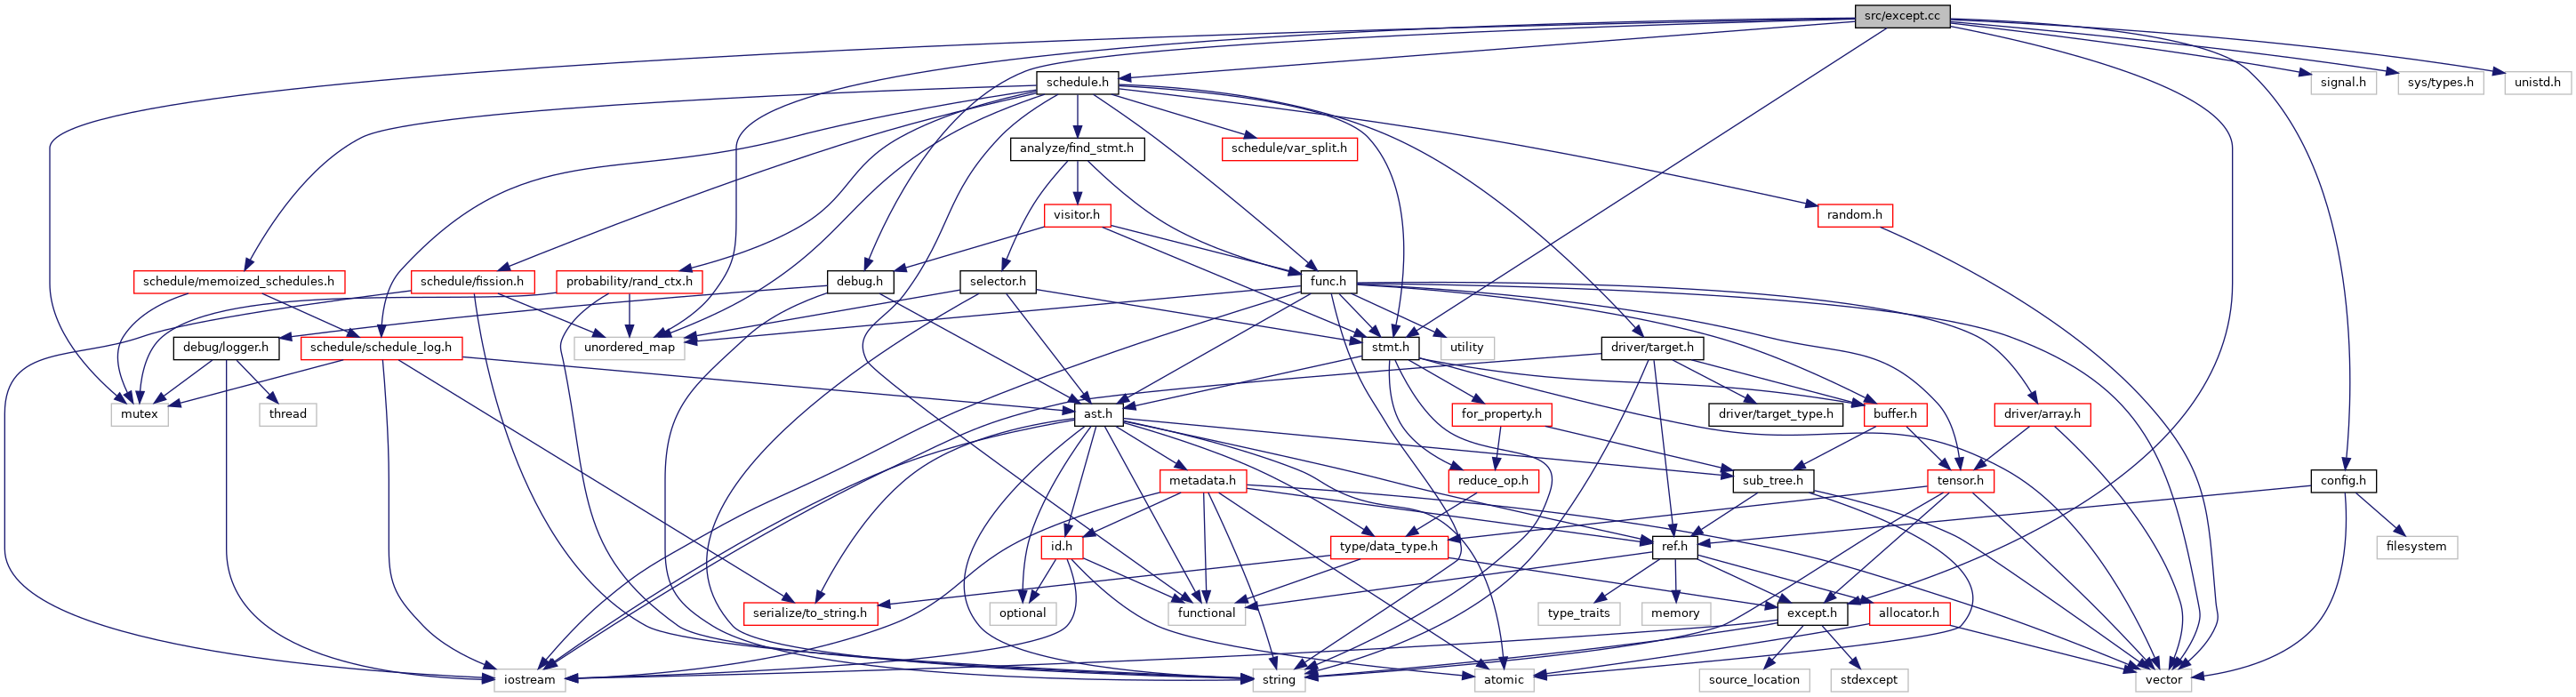 src/except.cc
schedule.h
signal.h
sys/types.h
unistd.h
analyze/find_stmt.h
schedule/var_split.h
visitor.h
random.h
schedule/memoized_schedules.h
schedule/fission.h
probability/rand_ctx.h
debug.h
selector.h
func.h
debug/logger.h
schedule/schedule_log.h
unordered_map
stmt.h
utility
driver/target.h
mutex
thread
ast.h
for_property.h
driver/target_type.h
buffer.h
driver/array.h
metadata.h
reduce_op.h
sub_tree.h
tensor.h
config.h
id.h
type/data_type.h
ref.h
filesystem
serialize/to_string.h
optional
functional
type_traits
memory
except.h
allocator.h
iostream
string
atomic
source_location
stdexcept
vector